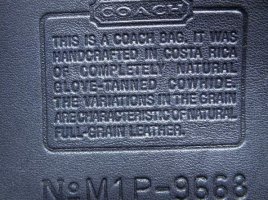 COACH
THIS IS A COACH BAG. IT WAS
HANDCRAFTED IN COSTA RICA
OF COMPLETELY NATURAL
GLOVE-TANNED COWHIDE.
THE VARIATIONS IN THE GRAIN
ARE CHARACTERISTIC OF NATURAL
FULL-GRAIN LEATHER.
No M1P-9668